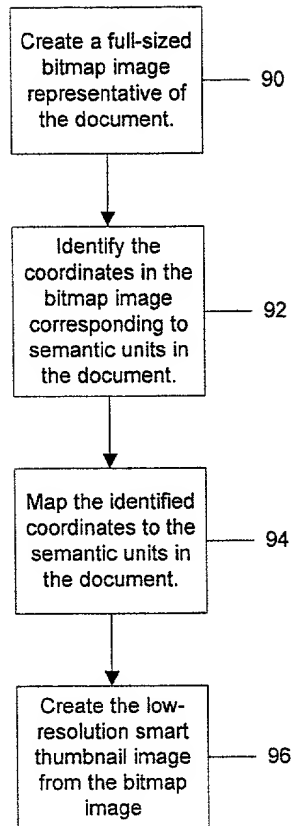 Create a full-sized
bitmap image
representative of
the document.
90
Identify the
coordinates in the
bitmap image
corresponding to
semantic units in
the document.
92
Map the identified
coordinates to the
semantic units in
the document.
94
Create the low-
resolution smart
thumbnail image
from the bitmap
image
96